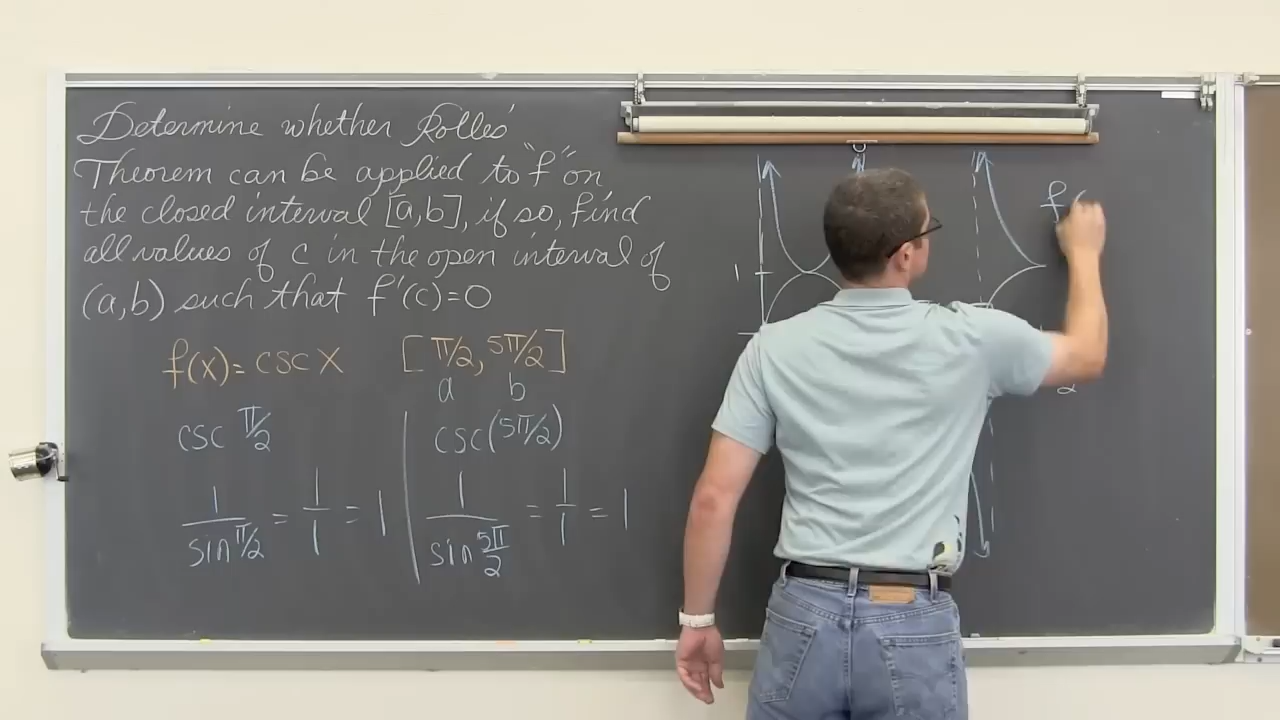 Determine whether Rolles'
Theorem can be applied to "f" on
the closed interval [a,b], if so, find
all values of c in the open interval of
(a,b) such that f'(c)=0
f(x)= csc x [π/2, 5π/2]
a b
csc π/2
1/sin π/2 = 1/1 = 1
csc(5π/2)
1/sin 5π/2 = 1/1 = 1
1
f(
2